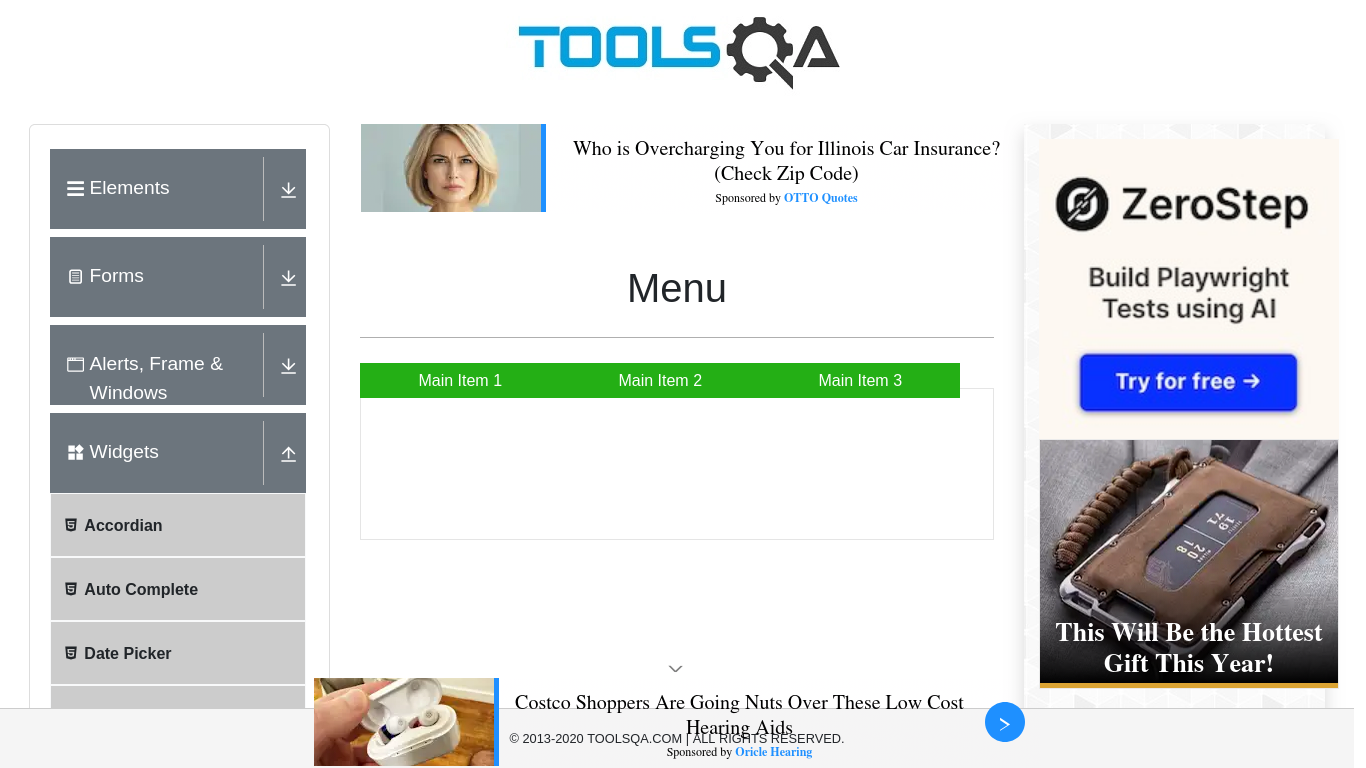 TOOLSQA
Elements
Forms
Alerts, Frame &
Windows
Widgets
Accordian
Auto Complete
Date Picker
Who is Overcharging You for Illinois Car Insurance?
(Check Zip Code)
Sponsored by OTTO Quotes
Menu
Main Item 1
Main Item 2
Main Item 3
ZeroStep
Build Playwright
Tests using AI
Try for free →
1971
2018
This Will Be the Hottest
Gift This Year!
Costco Shoppers Are Going Nuts Over These Low Cost
Hearing Aids
Sponsored by Oricle Hearing
© 2013-2020 TOOLSQA.COM | ALL RIGHTS RESERVED.